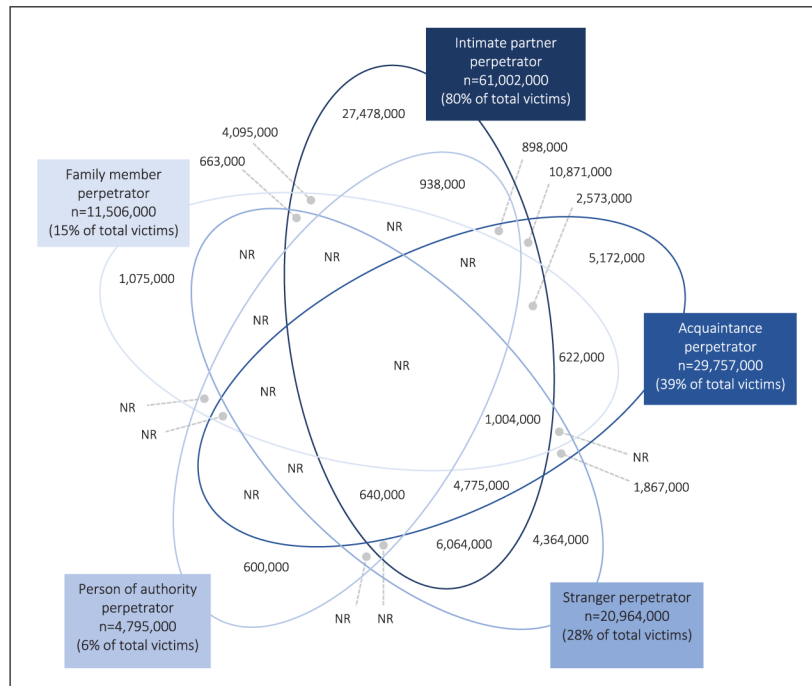 Intimate partner
perpetrator
n=61,002,000
(80% of total victims)
27,478,000
4,095,000
663,000
898,000
10,871,000
2,573,000
938,000
Family member
perpetrator
n=11,506,000
(15% of total victims)
NR
NR
NR
NR
5,172,000
1,075,000
NR
Acquaintance
perpetrator
n=29,757,000
(39% of total victims)
NR
622,000
NR
NR
NR
1,004,000
NR
NR
NR
1,867,000
640,000
4,775,000
6,064,000
4,364,000
600,000
NR
NR
Person of authority
perpetrator
n=4,795,000
(6% of total victims)
Stranger perpetrator
n=20,964,000
(28% of total victims)